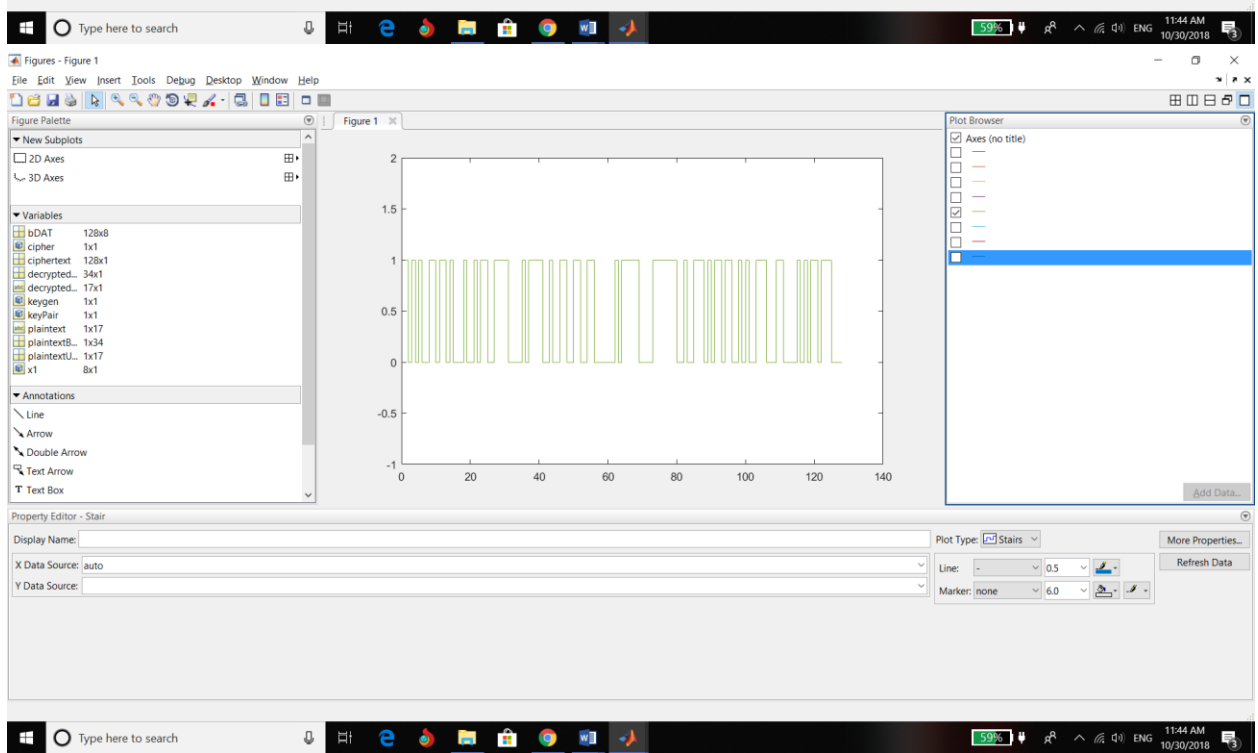 Type here to search
59%
ENG
11:44 AM
10/30/2018
3
Figures - Figure 1
File Edit View Insert Tools Debug Desktop Window Help
Figure Palette
New Subplots
2D Axes
3D Axes
Variables
bDAT 128x8
cipher 1x1
ciphertext 128x1
decrypted... 34x1
decrypted... 17x1
keygen 1x1
keyPair 1x1
plaintext 1x17
plaintextB... 1x34
plaintextU... 1x17
x1 8x1
Annotations
Line
Arrow
Double Arrow
Text Arrow
T Text Box
Figure 1
2
1.5
1
0.5
0
-0.5
-1
0 20 40 60 80 100 120 140
Plot Browser
Axes (no title)
Add Data...
Property Editor - Stair
Display Name:
X Data Source: auto
Y Data Source:
Plot Type: Stairs
Line: - 0.5
Marker: none 6.0
More Properties...
Refresh Data
Type here to search
59%
ENG
11:44 AM
10/30/2018
3